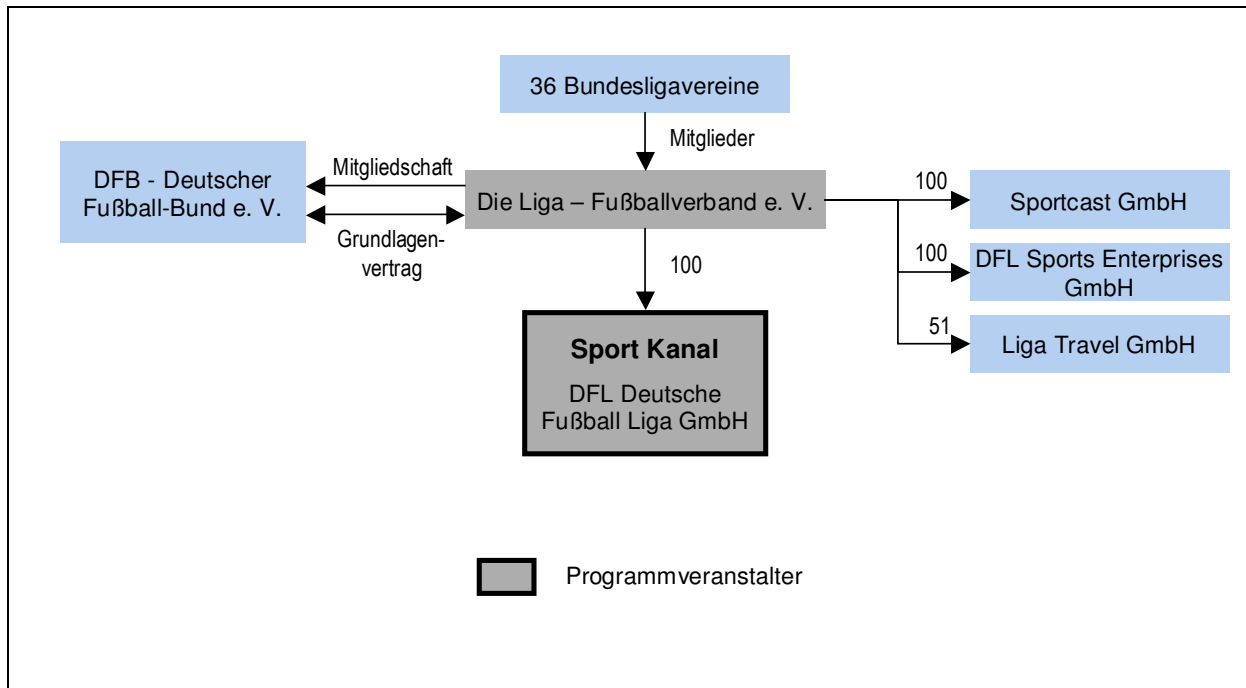 36 Bundesligavereine
Mitglieder
DFB - Deutscher
Fußball-Bund e. V.
Mitgliedschaft
Grundlagen-
vertrag
Die Liga – Fußballverband e. V.
100
Sportcast GmbH
100
DFL Sports Enterprises
GmbH
51
Liga Travel GmbH
100
Sport Kanal
DFL Deutsche
Fußball Liga GmbH
Programmveranstalter